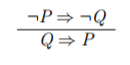 ¬P ⇒ ¬Q
Q ⇒ P